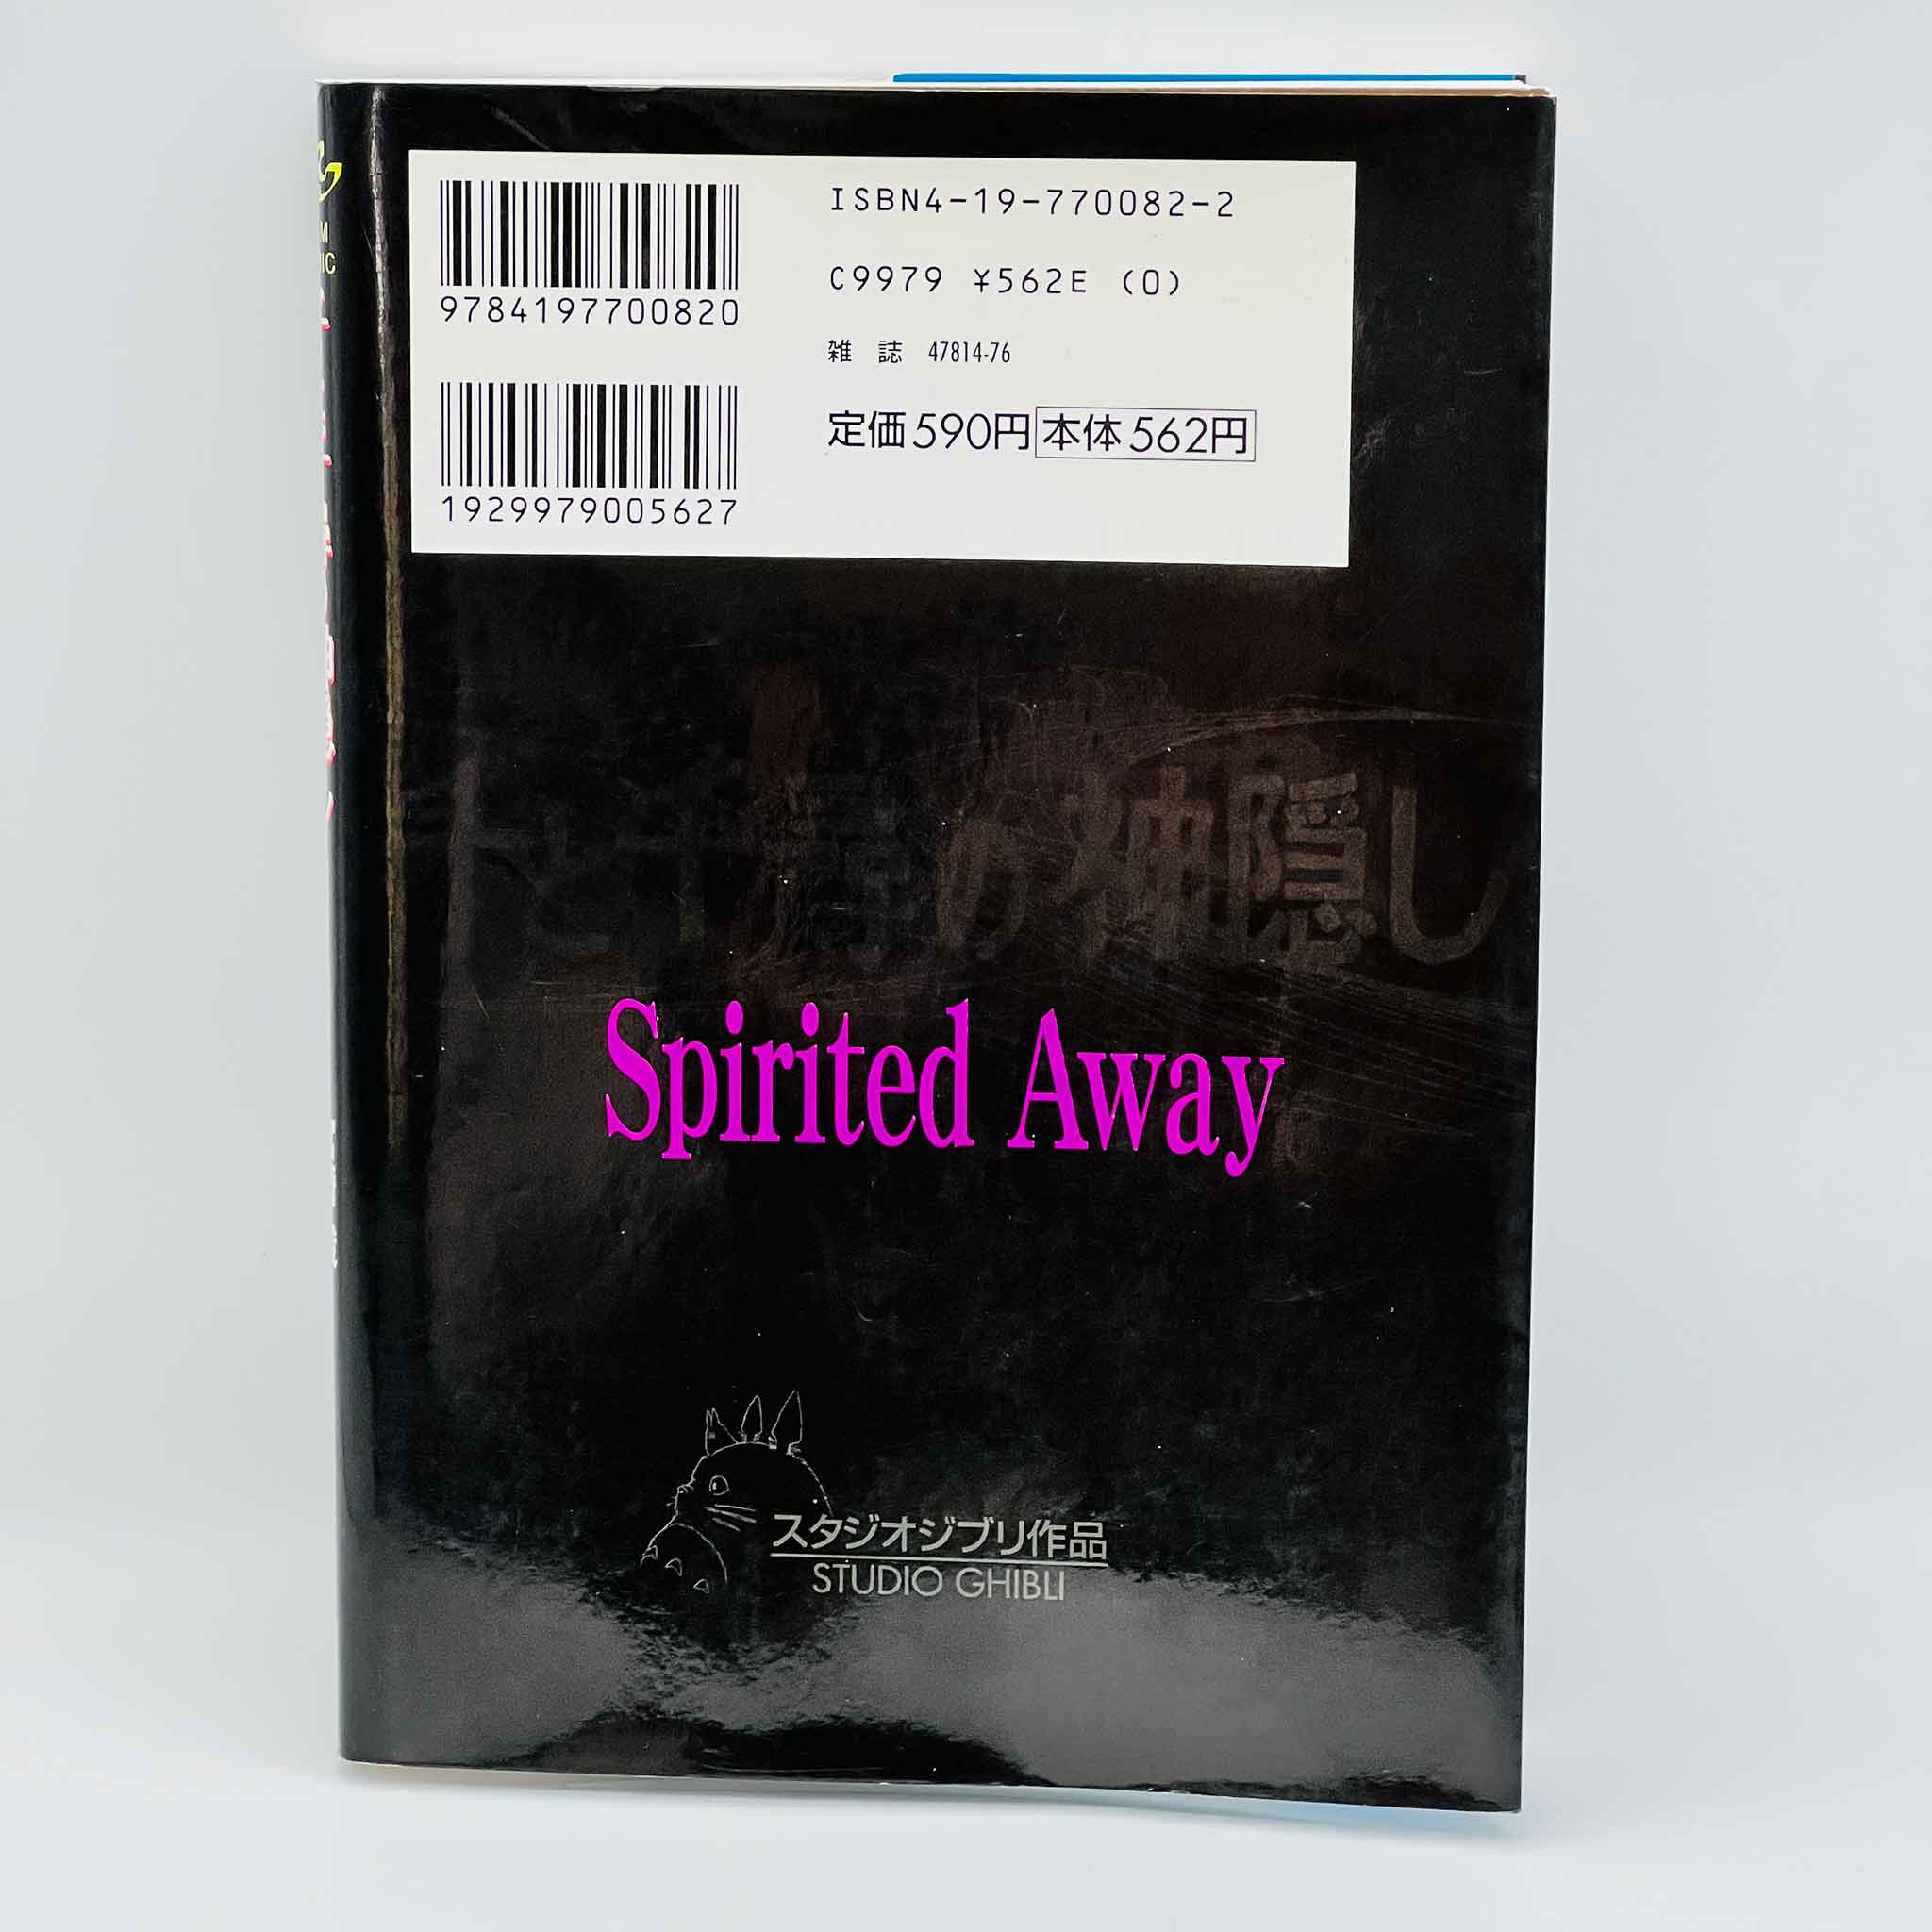 ISBN4-19-770082-2
C9979 ¥562E (0)
雑誌 47814-76
定価590円 本体562円
9784197700820
1929979005627
千と千尋の神隠し
Spirited Away
スタジオジブリ作品
STUDIO GHIBLI